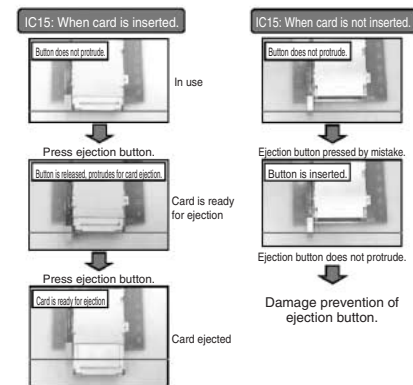 IC15: When card is inserted.
Button does not protrude.
In use
Press ejection button.
Button is released, protrudes for card ejection.
Card is ready
for ejection
Press ejection button.
Card is ready for ejection
Card ejected
IC15: When card is not inserted.
Button does not protrude.
Ejection button pressed by mistake.
Button is inserted.
Ejection button does not protrude.
Damage prevention of
ejection button.